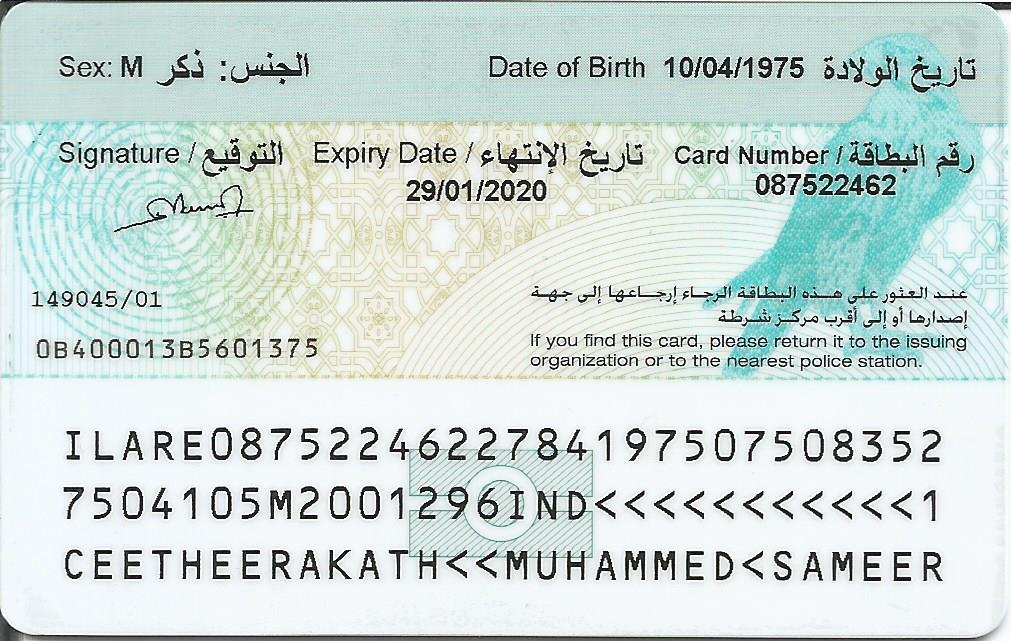 Sex: M الجنس: ذكر Date of Birth 10/04/1975 تاريخ الولادة
Signature / التوقيع Expiry Date / تاريخ الإنتهاء Card Number / رقم البطاقة
29/01/2020 087522462
149045/01
عند العثور على هذه البطاقة الرجاء إرجاعها إلى جهة
إصدارها أو إلى أقرب مركز شرطة
0B400013B5601375
If you find this card, please return it to the issuing
organization or to the nearest police station.
ILARE0875224622784197507508352
7504105M2001296IND<<<<<<<<<<<1
CEETHEERAKATH<<MUHAMMED<SAMEER